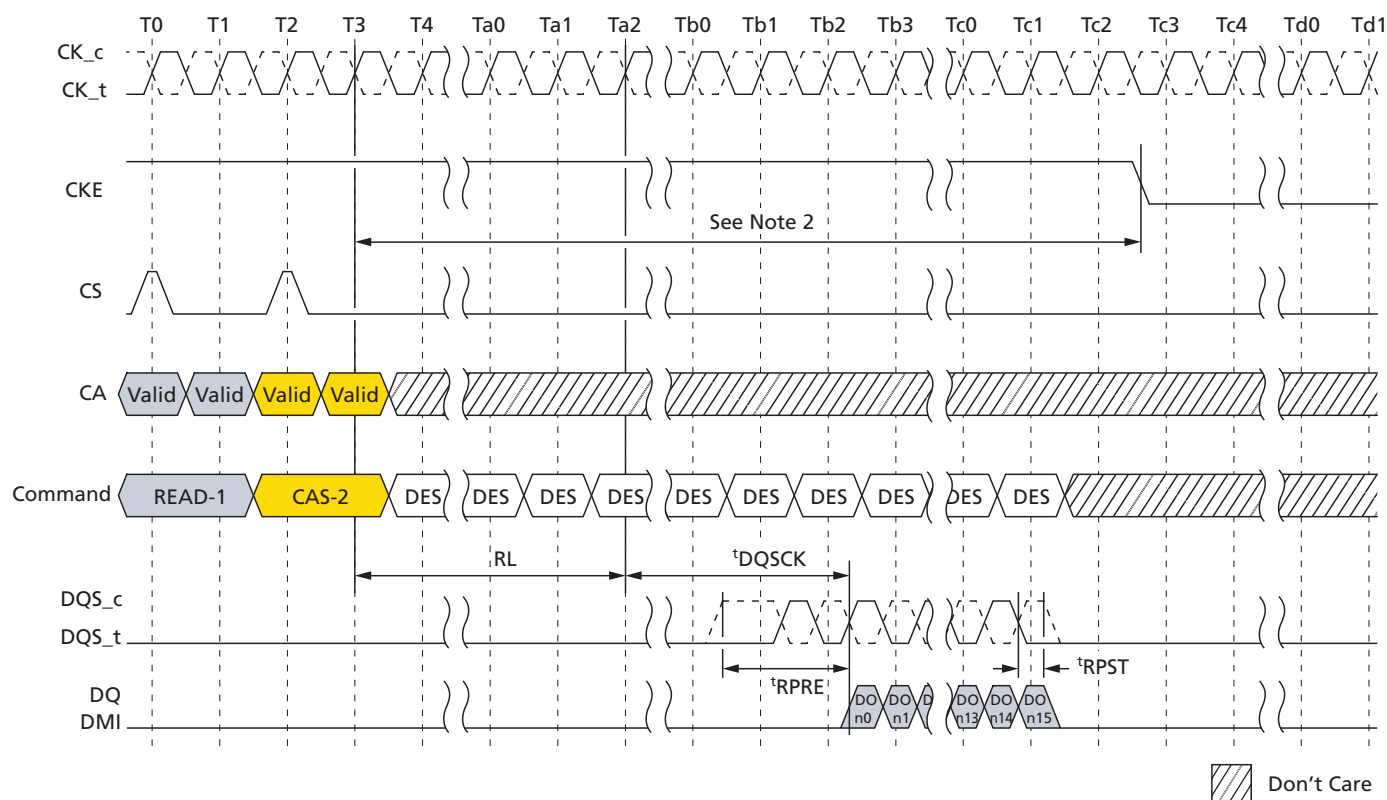 T0 T1 T2 T3 T4 Ta0 Ta1 Ta2 Tb0 Tb1 Tb2 Tb3 Tc0 Tc1 Tc2 Tc3 Tc4 Td0 Td1
CK_c
CK_t
CKE
See Note 2
CS
CA Valid Valid Valid Valid
Command READ-1 CAS-2 DES DES DES DES DES DES DES DES DES DES
RL tDQSCK
DQS_c
DQS_t
tRPRE tRPST
DQ DO DO D DO DO DO
DMI n0 n1 n13 n14 n15
Don't Care